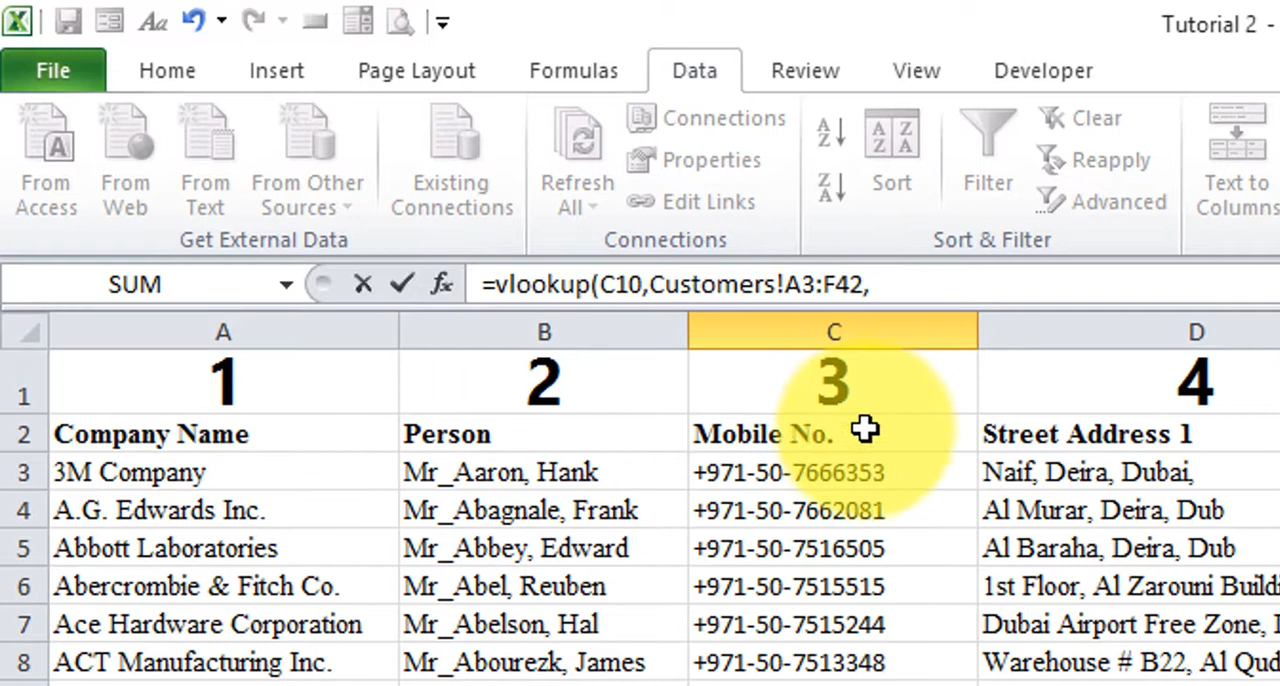 Tutorial 2 -
File Home Insert Page Layout Formulas Data Review View Developer
From Access From Web From Text From Other Sources Existing Connections Refresh All Connections Properties Edit Links Sort Filter Clear Reapply Advanced Text to Columns
Get External Data Connections Sort & Filter
SUM =vlookup(C10,Customers!A3:F42,
A B C D
1 1 2 3 4
2 Company Name Person Mobile No. Street Address 1
3 3M Company Mr_Aaron, Hank +971-50-7666353 Naif, Deira, Dubai,
4 A.G. Edwards Inc. Mr_Abagnale, Frank +971-50-7662081 Al Murar, Deira, Dub
5 Abbott Laboratories Mr_Abbey, Edward +971-50-7516505 Al Baraha, Deira, Dub
6 Abercrombie & Fitch Co. Mr_Abel, Reuben +971-50-7515515 1st Floor, Al Zarouni Buildi
7 Ace Hardware Corporation Mr_Abelson, Hal +971-50-7515244 Dubai Airport Free Zone,
8 ACT Manufacturing Inc. Mr_Abourezk, James +971-50-7513348 Warehouse # B22, Al Qud